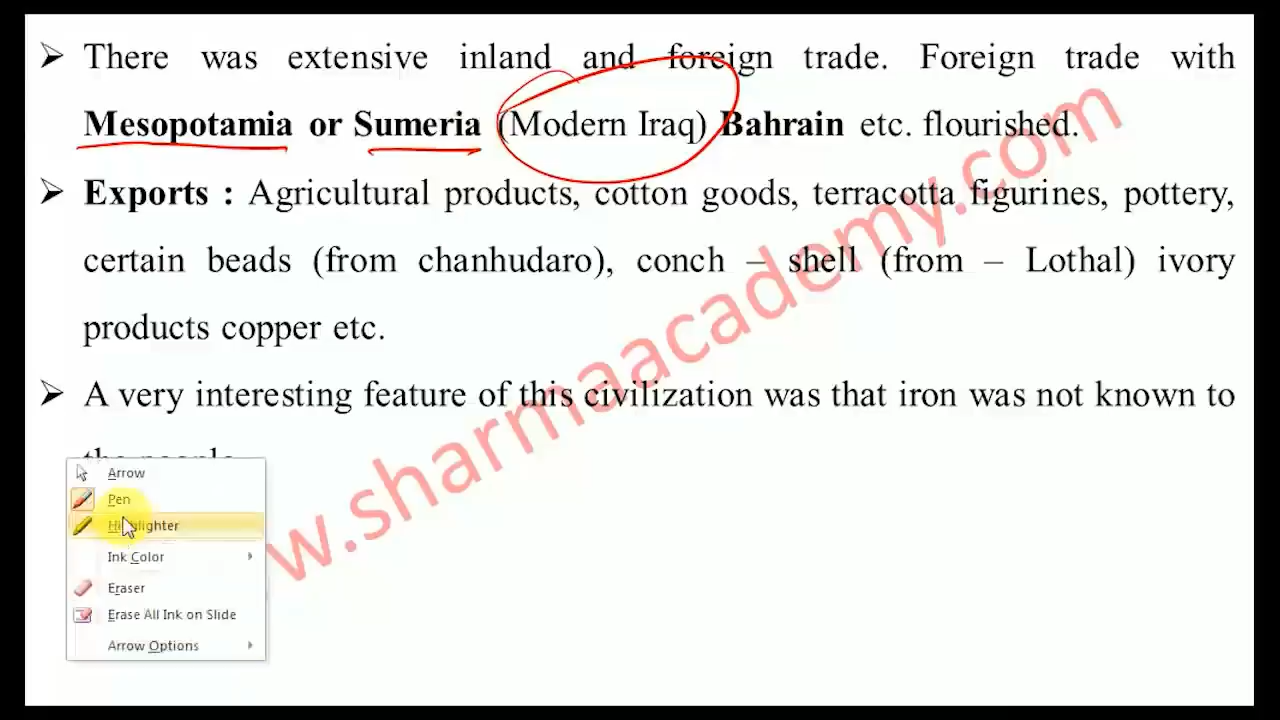 There was extensive inland and foreign trade. Foreign trade with
Mesopotamia or Sumeria (Modern Iraq) Bahrain etc. flourished.
Exports : Agricultural products, cotton goods, terracotta figurines, pottery,
certain beads (from chanhudaro), conch – shell (from – Lothal) ivory
products copper etc.
A very interesting feature of this civilization was that iron was not known to
the people
w.sharmaacademy.com
Arrow
Pen
Highlighter
Ink Color
Eraser
Erase All Ink on Slide
Arrow Options